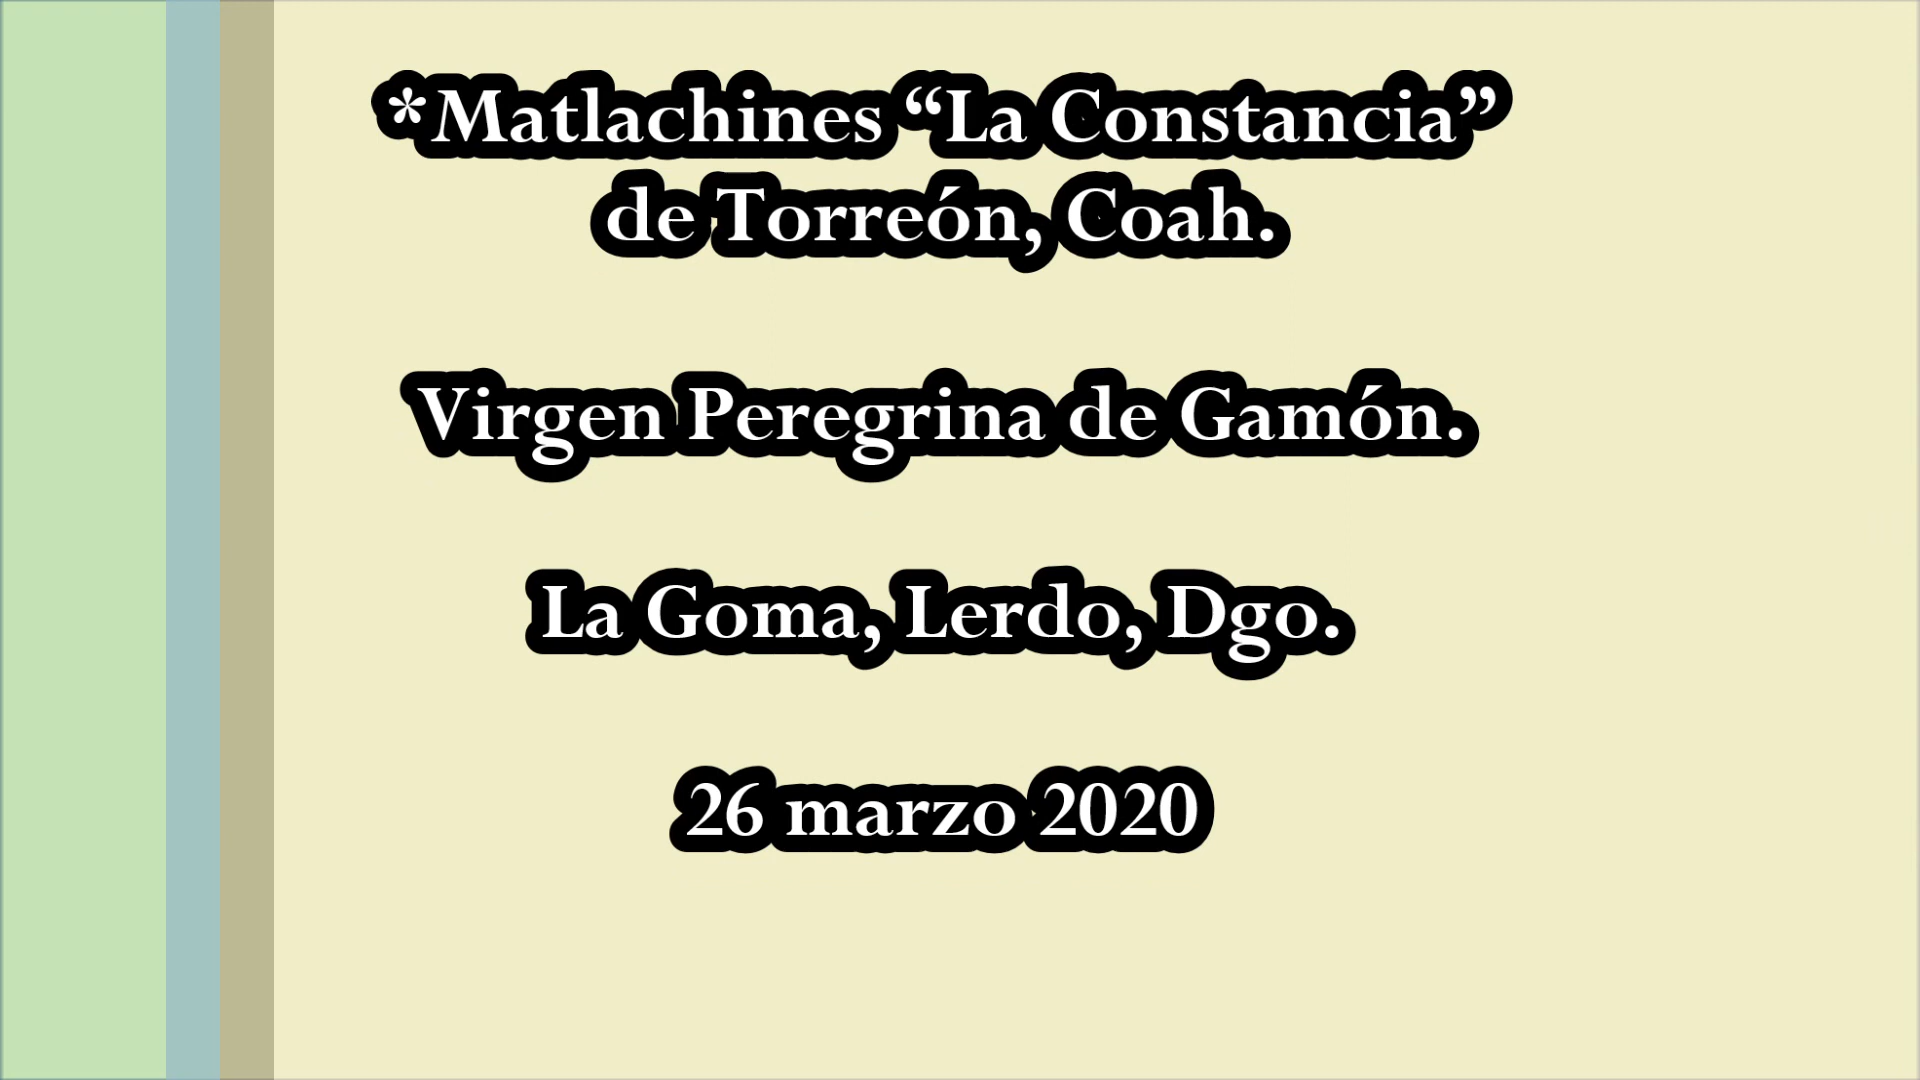 *Matlachines “La Constancia”
de Torreón, Coah.
Virgen Peregrina de Gamón.
La Goma, Lerdo, Dgo.
26 marzo 2020